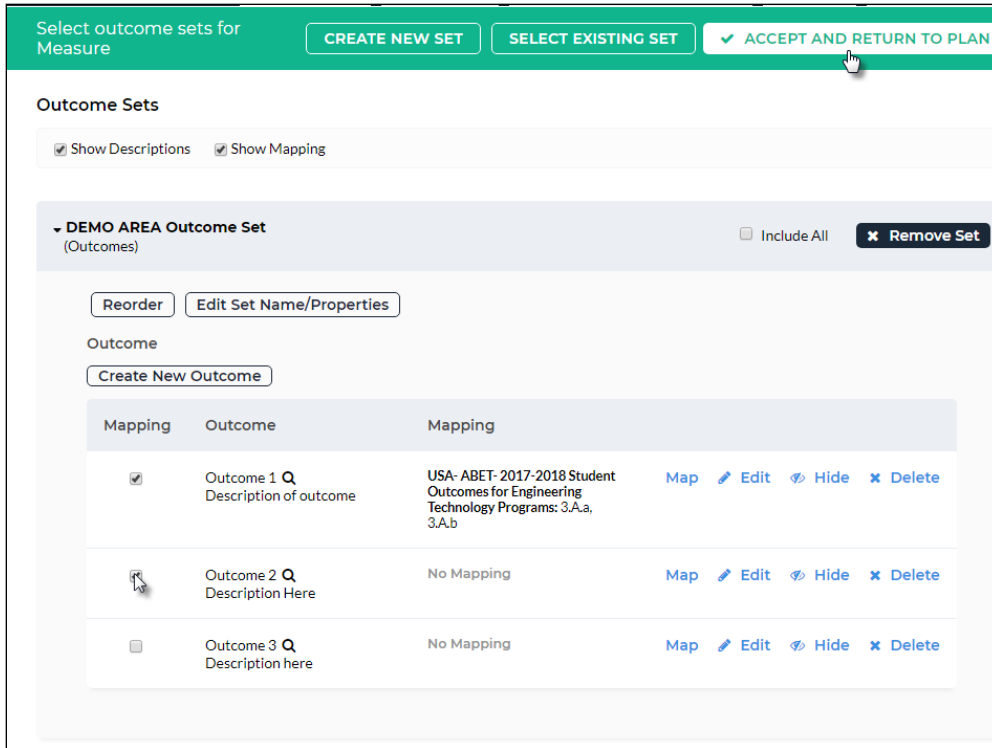 Select outcome sets for
Measure
CREATE NEW SET
SELECT EXISTING SET
ACCEPT AND RETURN TO PLAN
Outcome Sets
Show Descriptions
Show Mapping
DEMO AREA Outcome Set
(Outcomes)
Include All
Remove Set
Reorder
Edit Set Name/Properties
Outcome
Create New Outcome
Mapping Outcome Mapping
Outcome 1
Description of outcome
USA- ABET- 2017-2018 Student
Outcomes for Engineering
Technology Programs: 3.A.a,
3.A.b
Map Edit Hide Delete
Outcome 2
Description Here
No Mapping
Map Edit Hide Delete
Outcome 3
Description here
No Mapping
Map Edit Hide Delete